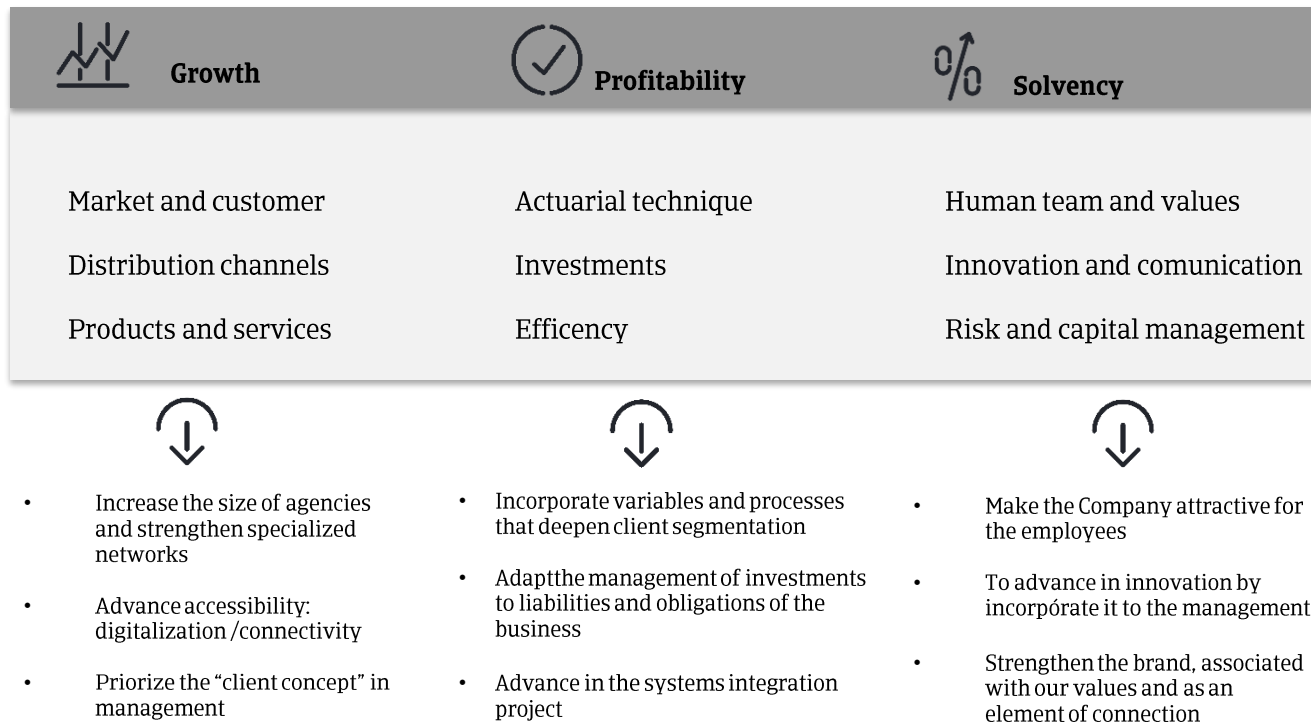 Growth
Profitability
Solvency
Market and customer
Distribution channels
Products and services
Actuarial technique
Investments
Efficency
Human team and values
Innovation and comunication
Risk and capital management
• Increase the size of agencies
and strengthen specialized
networks
• Advance accessibility:
digitalization /connectivity
• Priorize the “client concept” in
management
• Incorporate variables and processes
that deepen client segmentation
• Adaptthe management of investments
to liabilities and obligations of the
business
• Advance in the systems integration
project
• Make the Company attractive for
the employees
• To advance in innovation by
incorpórate it to the management
• Strengthen the brand, associated
with our values and as an
element of connection